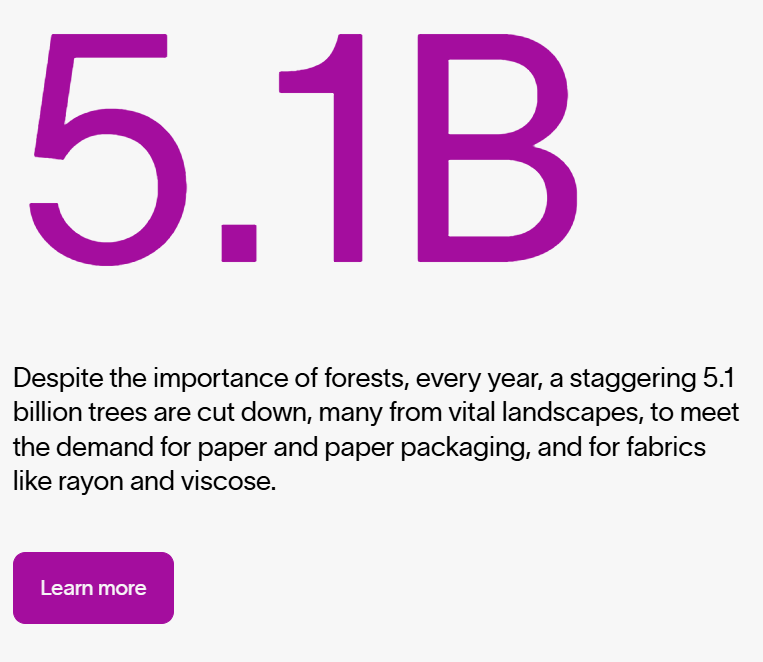 5.1B
Despite the importance of forests, every year, a staggering 5.1
billion trees are cut down, many from vital landscapes, to meet
the demand for paper and paper packaging, and for fabrics
like rayon and viscose.
Learn more